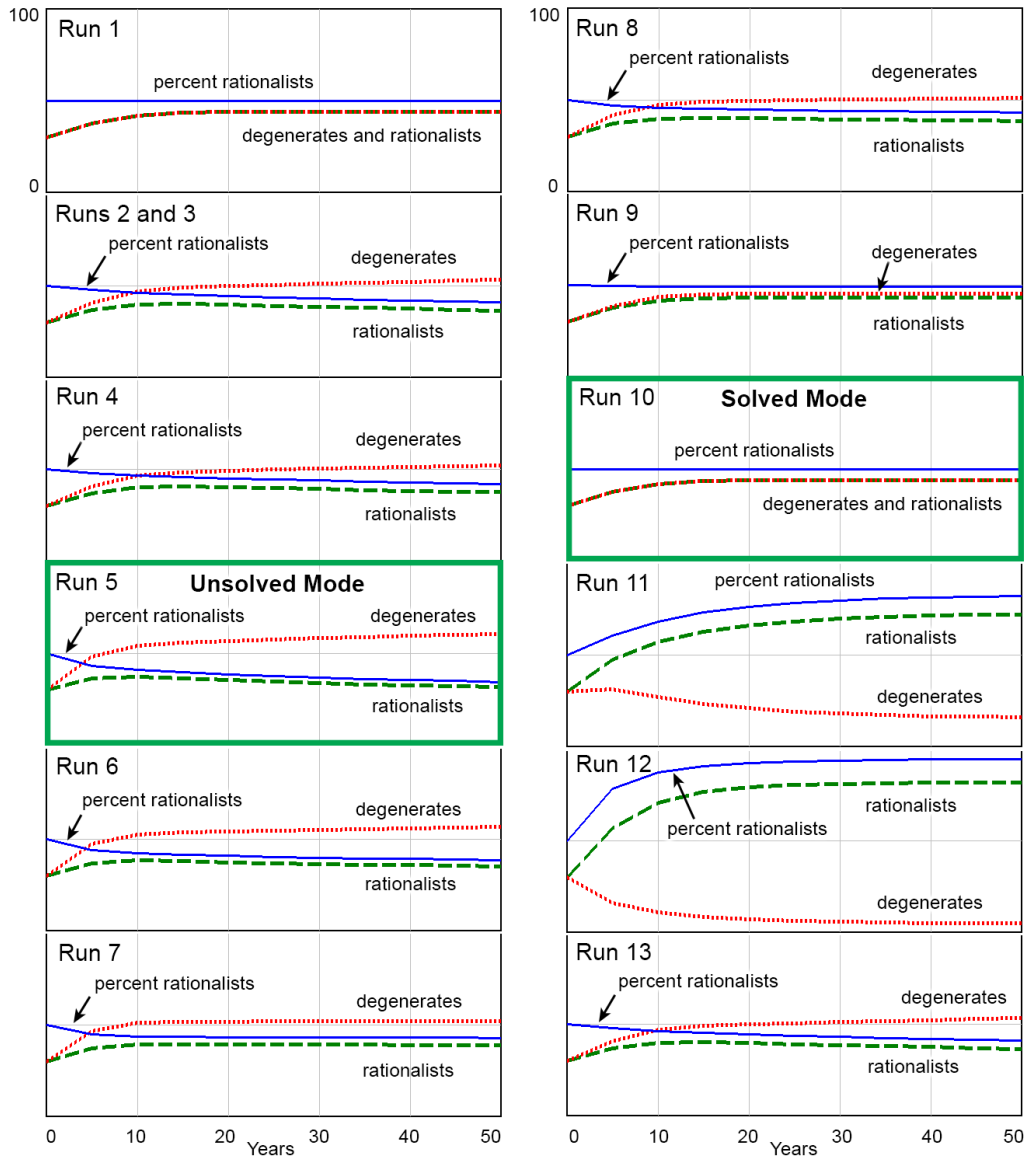 100
Run 1
percent rationalists
degenerates and rationalists
0
Runs 2 and 3
percent rationalists
degenerates
rationalists
Run 4
percent rationalists
degenerates
rationalists
Run 5
Unsolved Mode
percent rationalists
degenerates
rationalists
Run 6
percent rationalists
degenerates
rationalists
Run 7
percent rationalists
degenerates
rationalists
0 10 20 30 40 50
Years
100
Run 8
percent rationalists
degenerates
rationalists
0
Run 9
percent rationalists
degenerates
rationalists
Run 10
Solved Mode
percent rationalists
degenerates and rationalists
Run 11
percent rationalists
rationalists
degenerates
Run 12
rationalists
percent rationalists
degenerates
Run 13
percent rationalists
degenerates
rationalists
0 10 20 30 40 50
Years